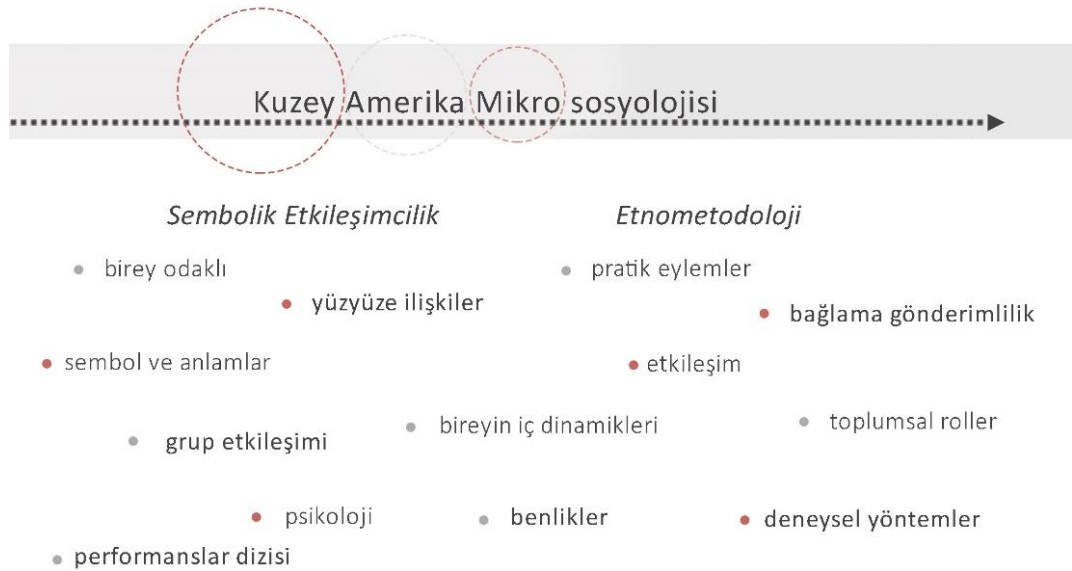 Kuzey Amerika Mikro sosyolojisi
Sembolik Etkileşimcilik
Etnometodoloji
birey odaklı
pratik eylemler
yüzyüze ilişkiler
bağlama gönderimlilik
sembol ve anlamlar
etkileşim
bireyin iç dinamikleri
toplumsal roller
grup etkileşimi
psikoloji
benlikler
deneysel yöntemler
performanslar dizisi